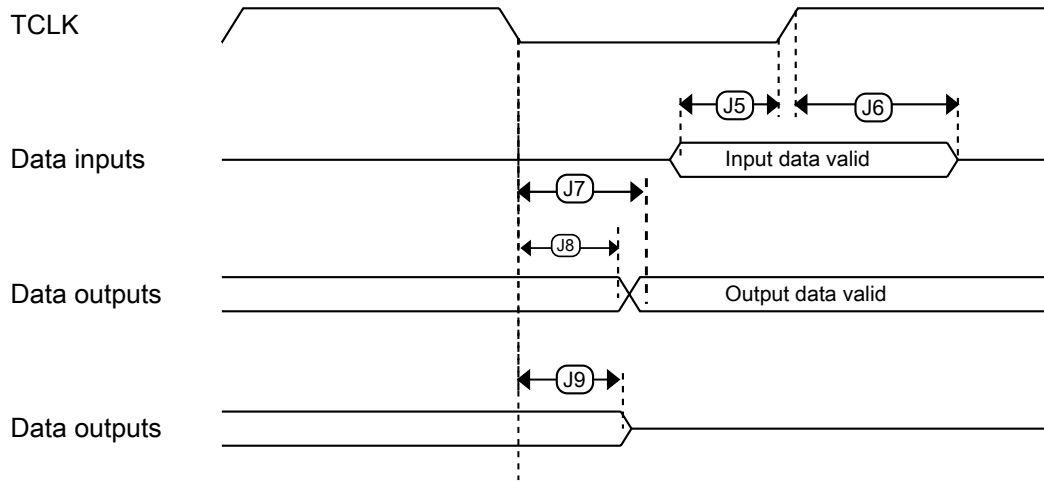 TCLK
J5
J6
Data inputs
Input data valid
J7
J8
Data outputs
Output data valid
J9
Data outputs